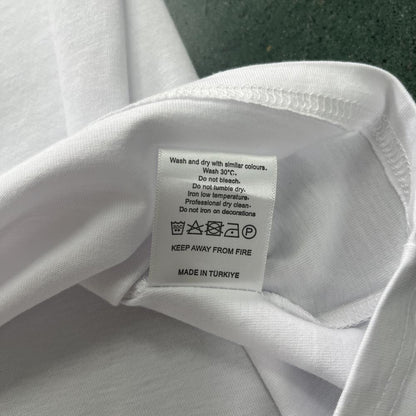 Wash and dry with similar colours.
Wash 30°C.
Do not bleach.
Do not tumble dry.
Iron low temperature.
Professional dry clean-
Do not iron on decorations
KEEP AWAY FROM FIRE
MADE IN TÜRKIYE